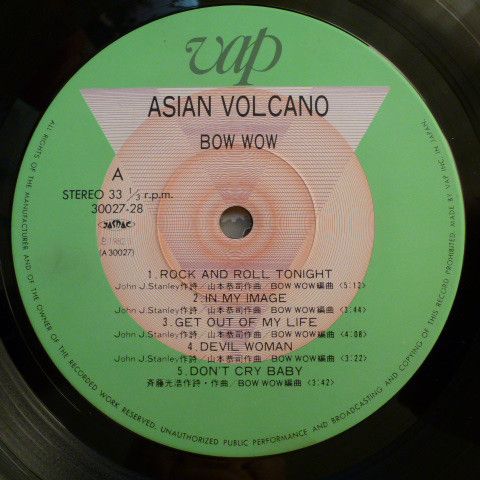 vap
ASIAN VOLCANO
BOW WOW
A
STEREO 33 1/3 r.p.m.
30027-28
JASRAC
(A 30027)
1. ROCK AND ROLL TONIGHT
John J. Stanley作詩/山本恭司作曲/BOW WOW編曲 <5:12>
2. IN MY IMAGE
John J. Stanley作詩/山本恭司作曲/BOW WOW編曲 <3:44>
3. GET OUT OF MY LIFE
John J. Stanley作詩/山本恭司作曲/BOW WOW編曲 <4:08>
4. DEVIL WOMAN
John J. Stanley作詩/山本恭司作曲/BOW WOW編曲 <3:22>
5. DON'T CRY BABY
斉藤光浩作詩・作曲/BOW WOW編曲 <3:42>
ALL RIGHTS OF THE MANUFACTURER AND OF THE OWNER OF THE RECORDED WORK RESERVED. UNAUTHORIZED PUBLIC PERFORMANCE AND BROADCASTING AND COPYING OF THIS RECORD PROHIBITED. MADE BY VAP INC. IN JAPAN.